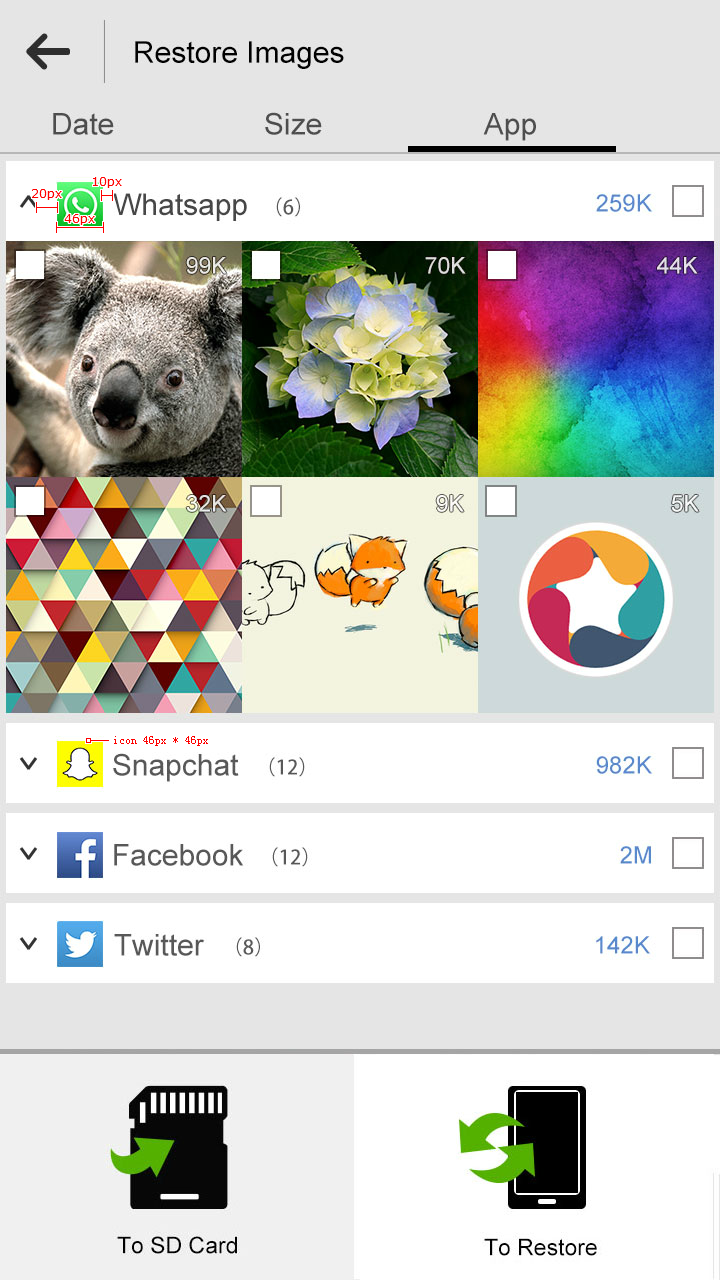 Restore Images
Date Size App
20px 10px 46px
Whatsapp (6) 259K
99K 70K 44K
32K 9K 5K
icon 46px * 46px
Snapchat (12) 982K
Facebook (12) 2M
Twitter (8) 142K
To SD Card To Restore